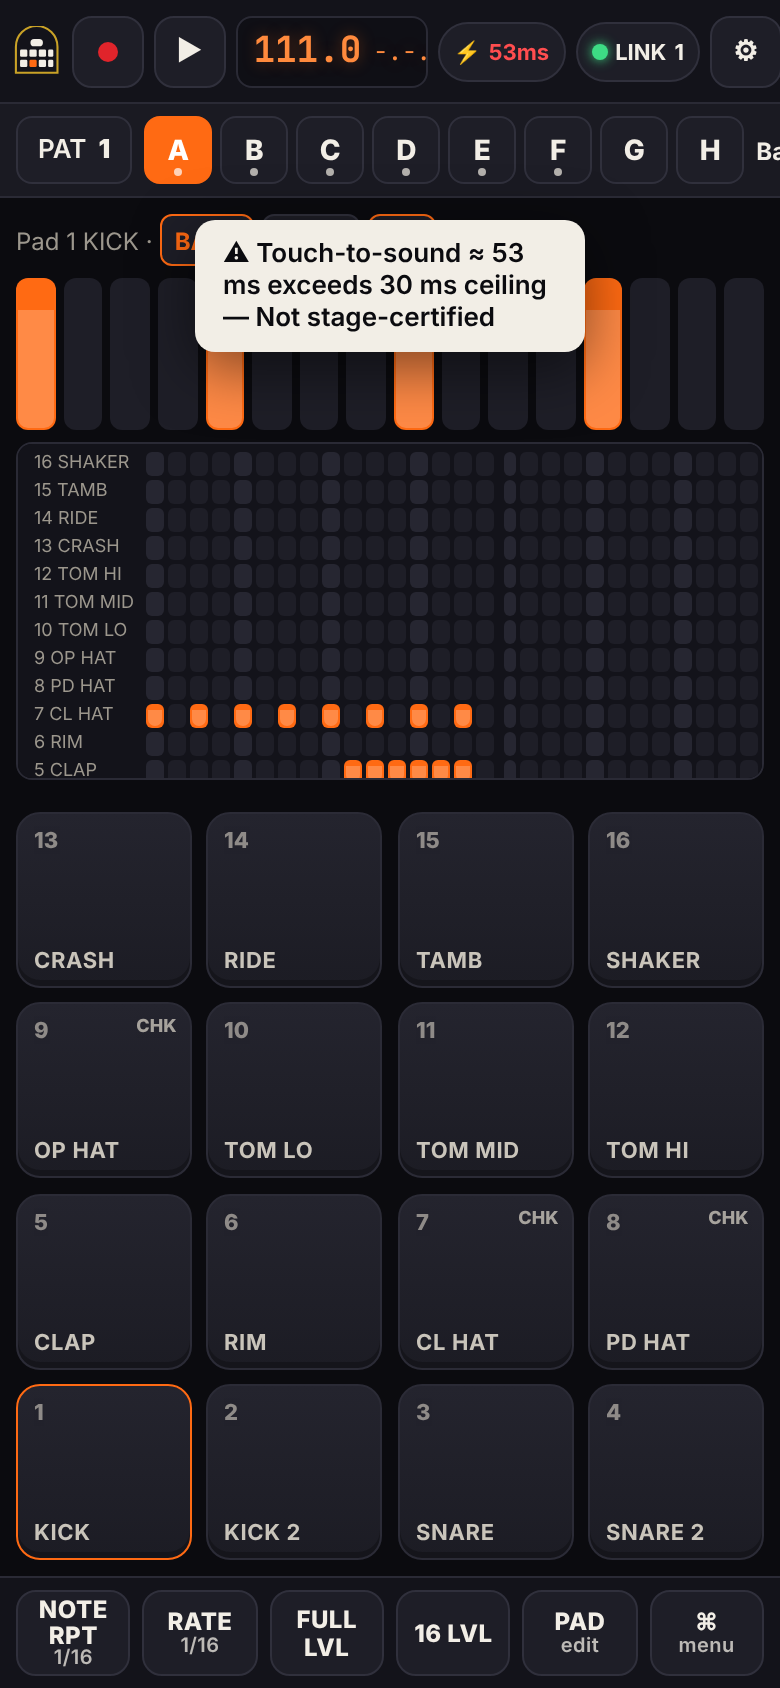 111.0 -.-.
⚡ 53ms
LINK 1
PAT 1
A B C D E F G H Ba
Pad 1 KICK ·
⚠ Touch-to-sound ≈ 53
ms exceeds 30 ms ceiling
— Not stage-certified
16 SHAKER
15 TAMB
14 RIDE
13 CRASH
12 TOM HI
11 TOM MID
10 TOM LO
9 OP HAT
8 PD HAT
7 CL HAT
6 RIM
5 CLAP
13 14 15 16
CRASH RIDE TAMB SHAKER
9 CHK 10 11 12
OP HAT TOM LO TOM MID TOM HI
5 6 7 CHK 8 CHK
CLAP RIM CL HAT PD HAT
1 2 3 4
KICK KICK 2 SNARE SNARE 2
NOTE
RPT
1/16
RATE
1/16
FULL
LVL
16 LVL
PAD
edit
⌘
menu